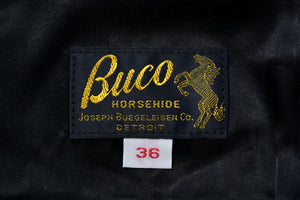 Buco
HORSEHIDE
JOSEPH BUEGELEISEN Co.
DETROIT
36